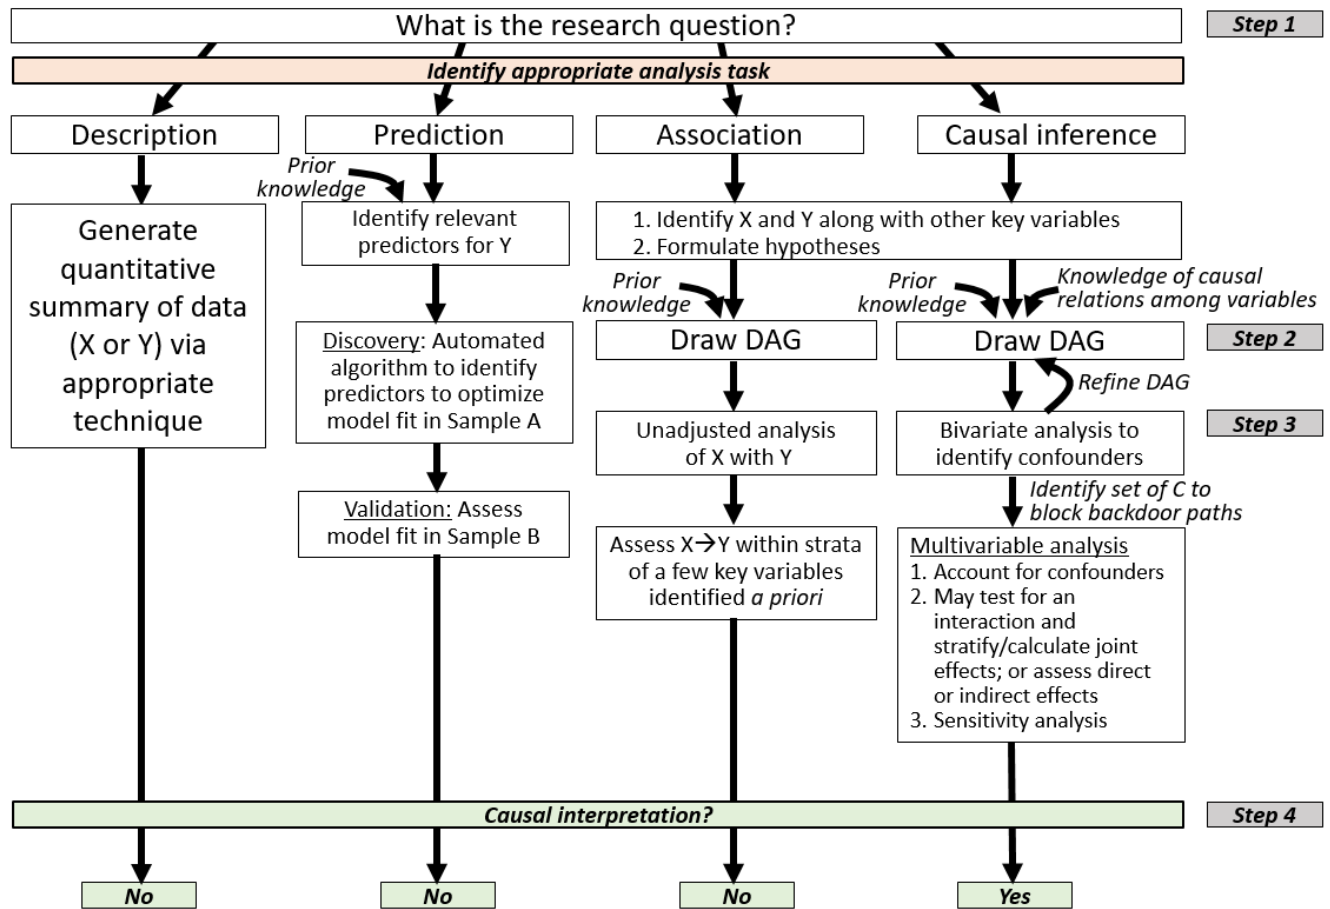 What is the research question?
Step 1
Identify appropriate analysis task
Description
Prediction
Association
Causal inference
Generate
quantitative
summary of data
(X or Y) via
appropriate
technique
Prior
knowledge
Identify relevant
predictors for Y
Discovery: Automated
algorithm to identify
predictors to optimize
model fit in Sample A
Validation: Assess
model fit in Sample B
1. Identify X and Y along with other key variables
2. Formulate hypotheses
Prior
knowledge
Draw DAG
Unadjusted analysis
of X with Y
Assess X→Y within strata
of a few key variables
identified a priori
Prior
knowledge
Knowledge of causal
relations among variables
Draw DAG
Step 2
Refine DAG
Bivariate analysis to
identify confounders
Step 3
Identify set of C to
block backdoor paths
Multivariable analysis
1. Account for confounders
2. May test for an
interaction and
stratify/calculate joint
effects; or assess direct
or indirect effects
3. Sensitivity analysis
Causal interpretation?
Step 4
No
No
No
Yes